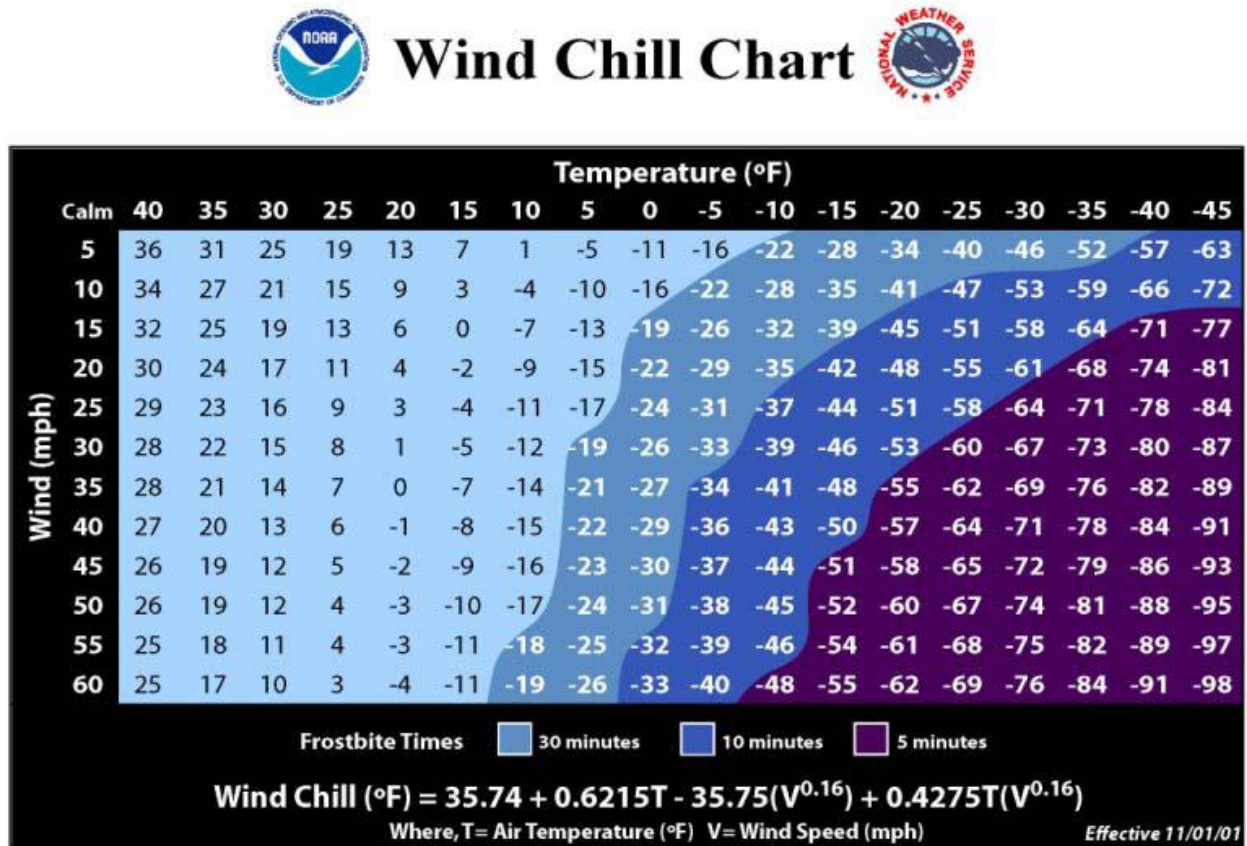 NATIONAL OCEANIC AND ATMOSPHERIC ADMINISTRATION
NOAA
U.S. DEPARTMENT OF COMMERCE
Wind Chill Chart
NATIONAL WEATHER SERVICE
Temperature (ºF)
Calm 40 35 30 25 20 15 10 5 0 -5 -10 -15 -20 -25 -30 -35 -40 -45
Wind (mph)
5 36 31 25 19 13 7 1 -5 -11 -16 -22 -28 -34 -40 -46 -52 -57 -63
10 34 27 21 15 9 3 -4 -10 -16 -22 -28 -35 -41 -47 -53 -59 -66 -72
15 32 25 19 13 6 0 -7 -13 -19 -26 -32 -39 -45 -51 -58 -64 -71 -77
20 30 24 17 11 4 -2 -9 -15 -22 -29 -35 -42 -48 -55 -61 -68 -74 -81
25 29 23 16 9 3 -4 -11 -17 -24 -31 -37 -44 -51 -58 -64 -71 -78 -84
30 28 22 15 8 1 -5 -12 -19 -26 -33 -39 -46 -53 -60 -67 -73 -80 -87
35 28 21 14 7 0 -7 -14 -21 -27 -34 -41 -48 -55 -62 -69 -76 -82 -89
40 27 20 13 6 -1 -8 -15 -22 -29 -36 -43 -50 -57 -64 -71 -78 -84 -91
45 26 19 12 5 -2 -9 -16 -23 -30 -37 -44 -51 -58 -65 -72 -79 -86 -93
50 26 19 12 4 -3 -10 -17 -24 -31 -38 -45 -52 -60 -67 -74 -81 -88 -95
55 25 18 11 4 -3 -11 -18 -25 -32 -39 -46 -54 -61 -68 -75 -82 -89 -97
60 25 17 10 3 -4 -11 -19 -26 -33 -40 -48 -55 -62 -69 -76 -84 -91 -98
Frostbite Times 30 minutes 10 minutes 5 minutes
Wind Chill (ºF) = 35.74 + 0.6215T - 35.75(V^0.16) + 0.4275T(V^0.16)
Where, T= Air Temperature (ºF) V= Wind Speed (mph)
Effective 11/01/01